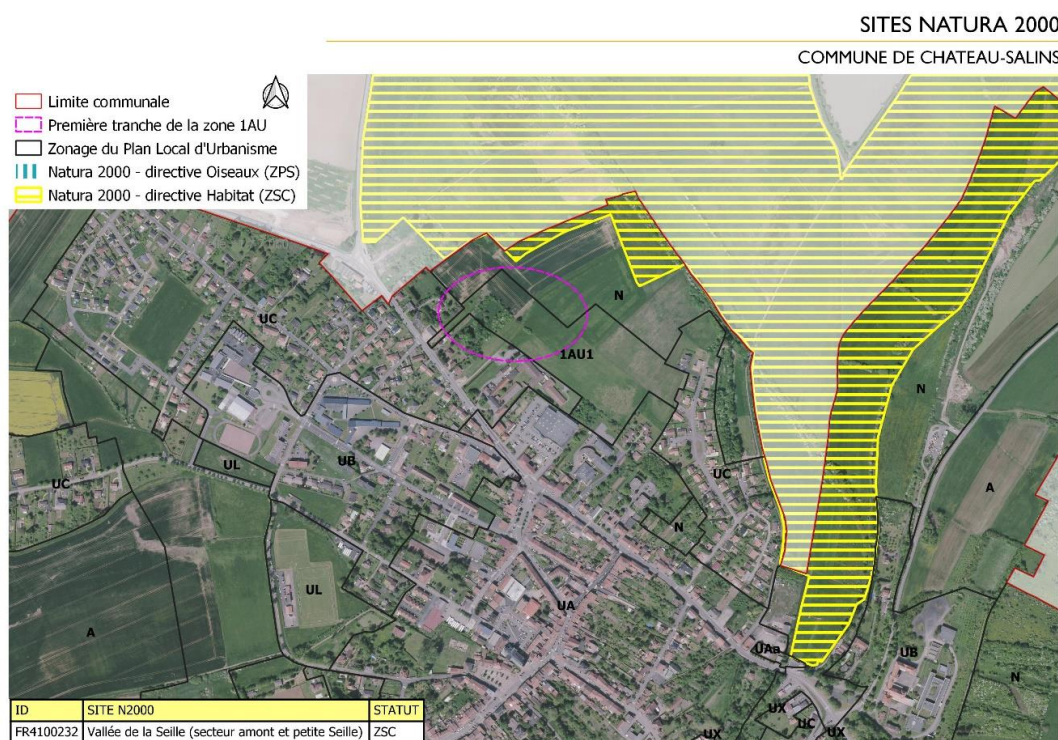 SITES NATURA 2000
COMMUNE DE CHATEAU-SALINS
Limite communale
Première tranche de la zone 1AU
Zonage du Plan Local d'Urbanisme
Natura 2000 - directive Oiseaux (ZPS)
Natura 2000 - directive Habitat (ZSC)
UC
N
1AU1
N
UL
UB
UC
UC
A
N
UL
UA
A
UAa
UB
N
UX
UC
UX
UX
ID SITE N2000 STATUT
FR4100232 Vallée de la Seille (secteur amont et petite Seille) ZSC